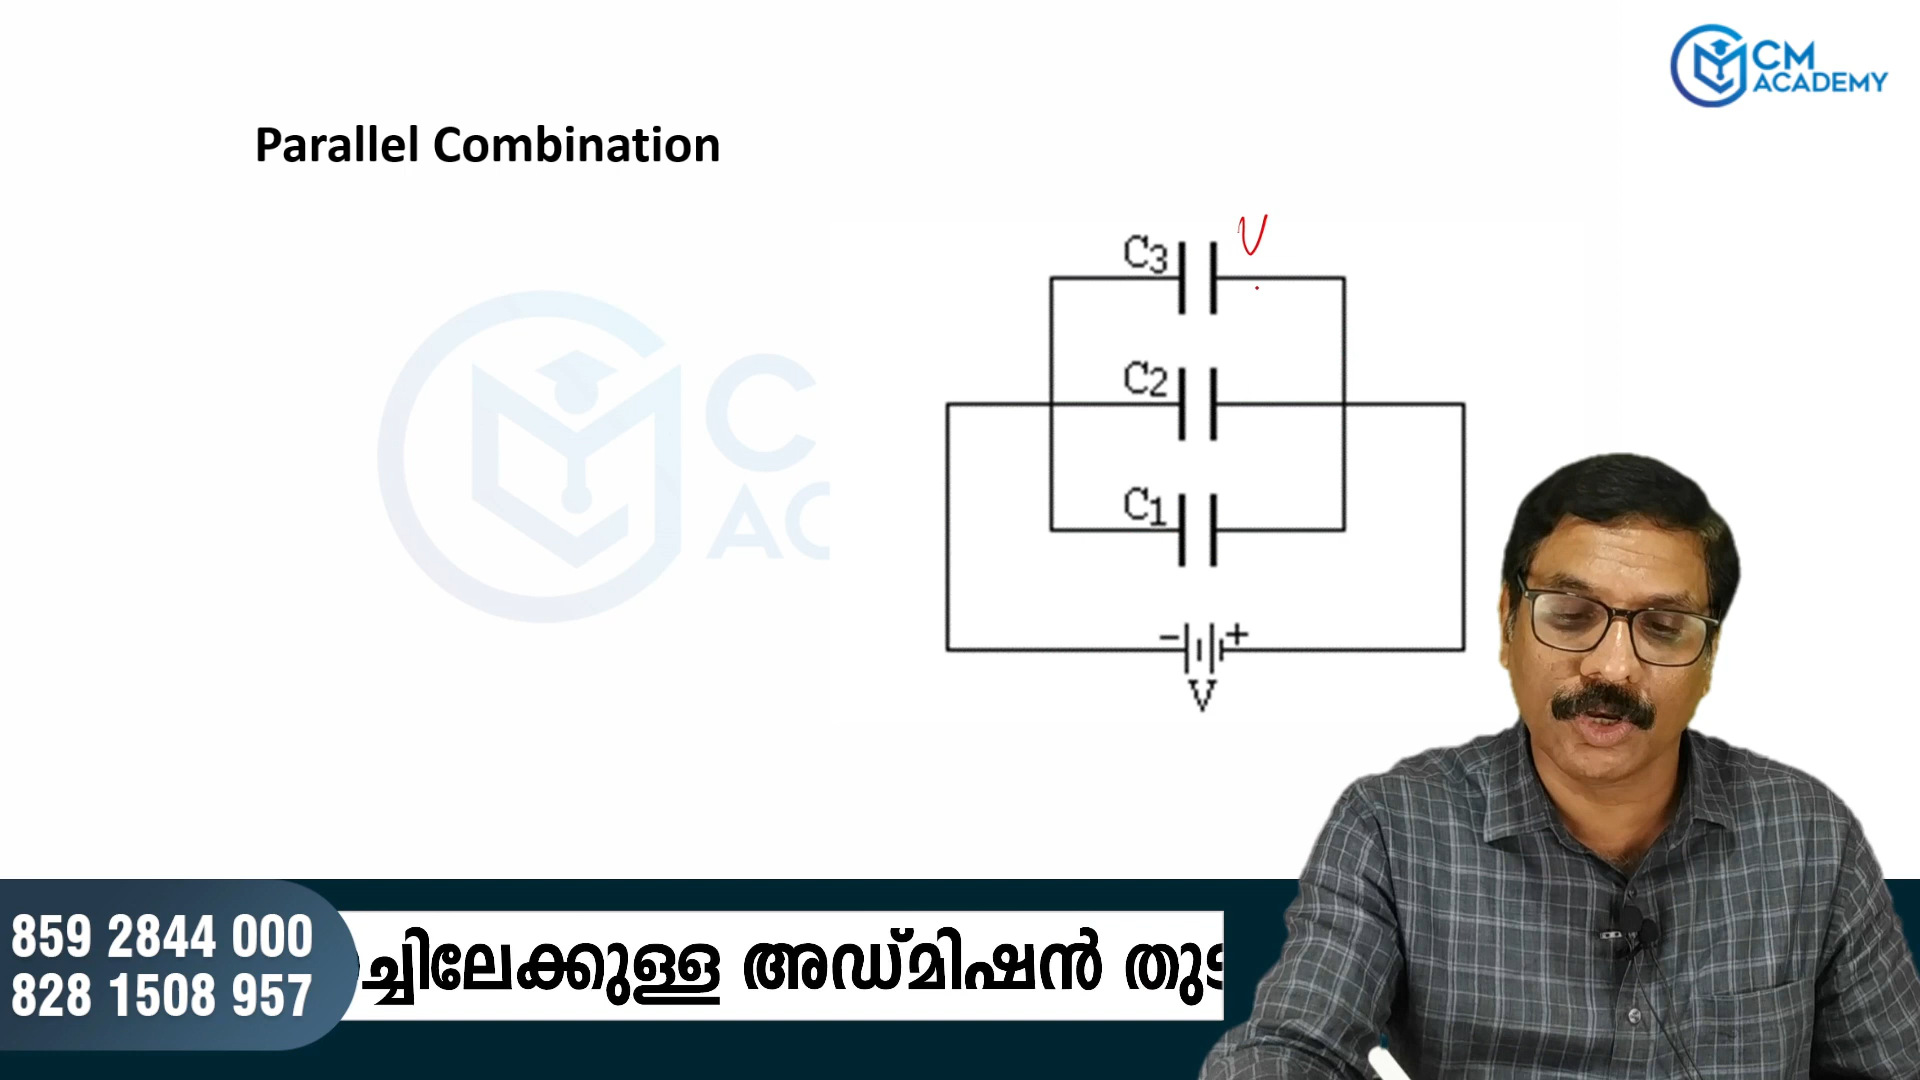 CM
ACADEMY
Parallel Combination
C3
V
C2
C1
- +
V
859 2844 000
828 1508 957
ച്ചിലേക്കുള്ള അഡ്മിഷൻ